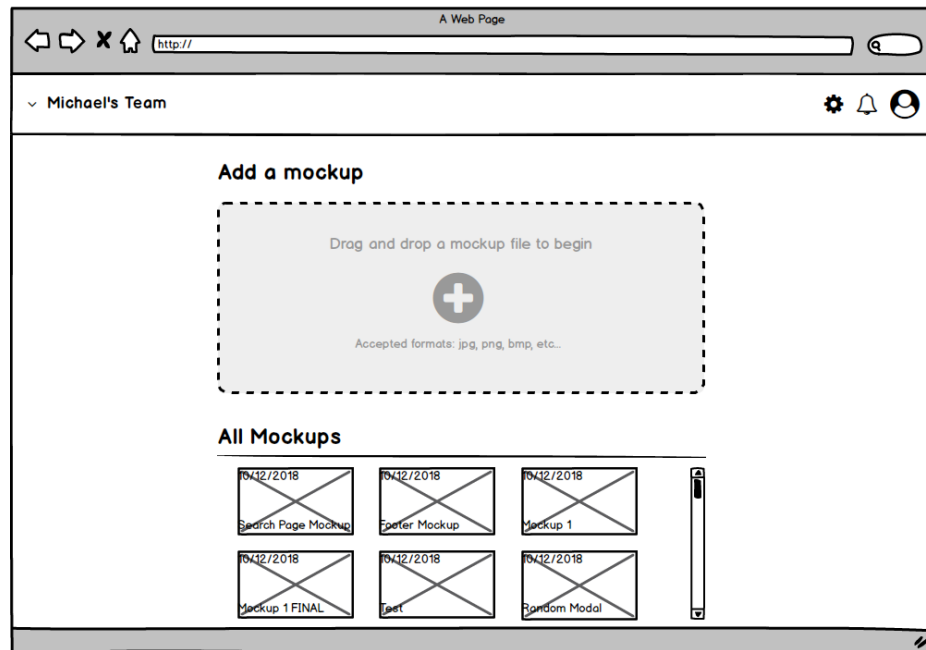 A Web Page
http://
Michael's Team
Add a mockup
Drag and drop a mockup file to begin
Accepted formats: jpg, png, bmp, etc...
All Mockups
10/12/2018 10/12/2018 10/12/2018
Search Page Mockup Footer Mockup Mockup 1
10/12/2018 10/12/2018 10/12/2018
Mockup 1 FINAL Test Random Modal